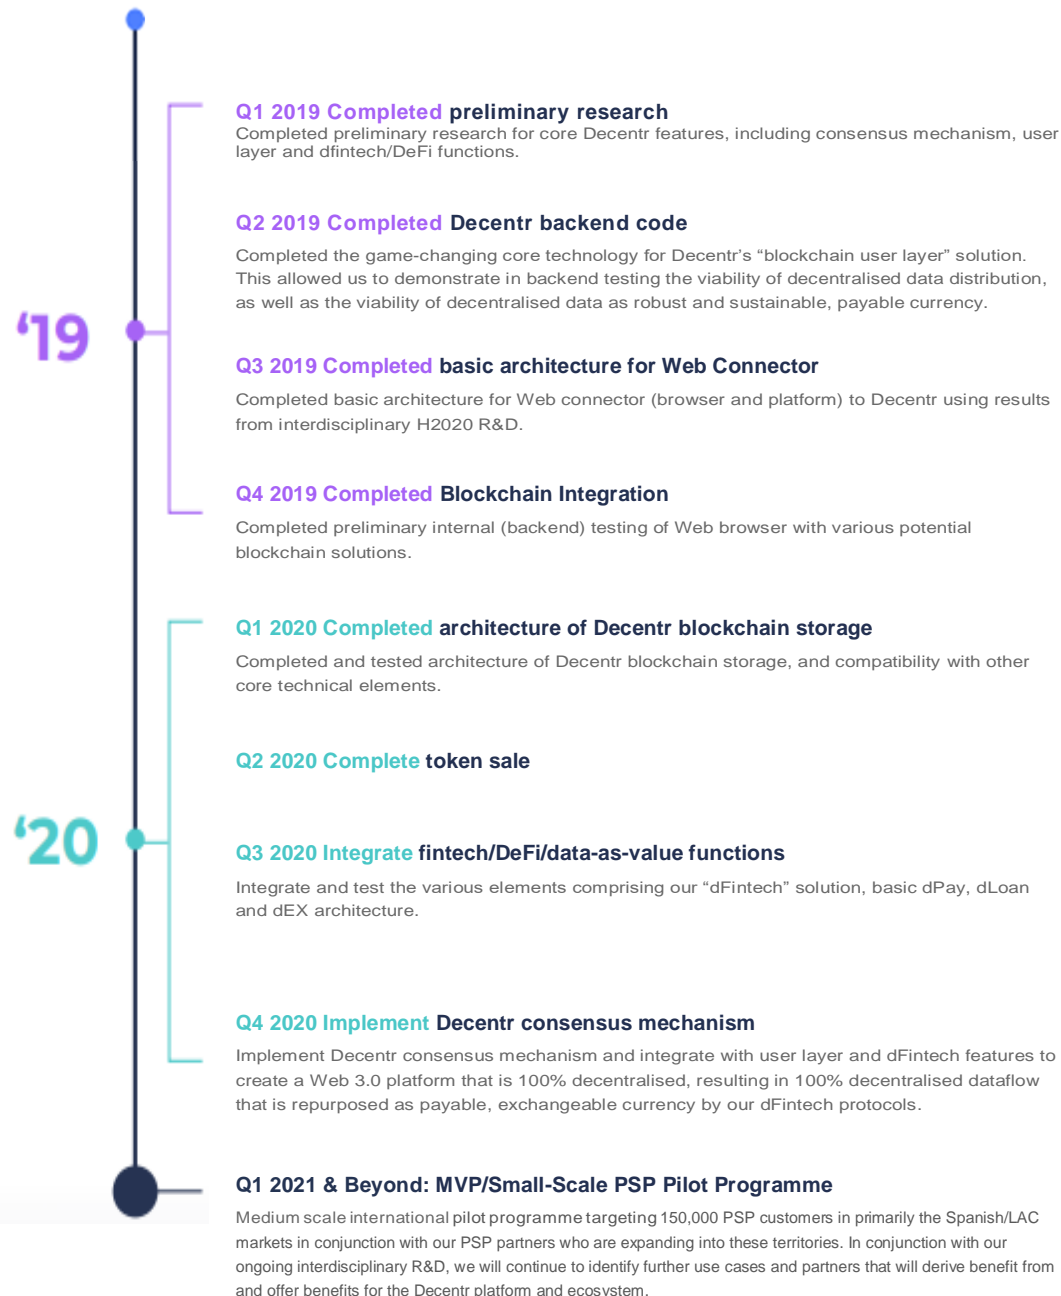 Q1 2019 Completed preliminary research
Completed preliminary research for core Decentr features, including consensus mechanism, user
layer and dfintech/DeFi functions.
Q2 2019 Completed Decentr backend code
Completed the game-changing core technology for Decentr’s “blockchain user layer” solution.
This allowed us to demonstrate in backend testing the viability of decentralised data distribution,
as well as the viability of decentralised data as robust and sustainable, payable currency.
‘19
Q3 2019 Completed basic architecture for Web Connector
Completed basic architecture for Web connector (browser and platform) to Decentr using results
from interdisciplinary H2020 R&D.
Q4 2019 Completed Blockchain Integration
Completed preliminary internal (backend) testing of Web browser with various potential
blockchain solutions.
Q1 2020 Completed architecture of Decentr blockchain storage
Completed and tested architecture of Decentr blockchain storage, and compatibility with other
core technical elements.
Q2 2020 Complete token sale
‘20
Q3 2020 Integrate fintech/DeFi/data-as-value functions
Integrate and test the various elements comprising our “dFintech” solution, basic dPay, dLoan
and dEX architecture.
Q4 2020 Implement Decentr consensus mechanism
Implement Decentr consensus mechanism and integrate with user layer and dFintech features to
create a Web 3.0 platform that is 100% decentralised, resulting in 100% decentralised dataflow
that is repurposed as payable, exchangeable currency by our dFintech protocols.
Q1 2021 & Beyond: MVP/Small-Scale PSP Pilot Programme
Medium scale international pilot programme targeting 150,000 PSP customers in primarily the Spanish/LAC
markets in conjunction with our PSP partners who are expanding into these territories. In conjunction with our
ongoing interdisciplinary R&D, we will continue to identify further use cases and partners that will derive benefit from
and offer benefits for the Decentr platform and ecosystem.